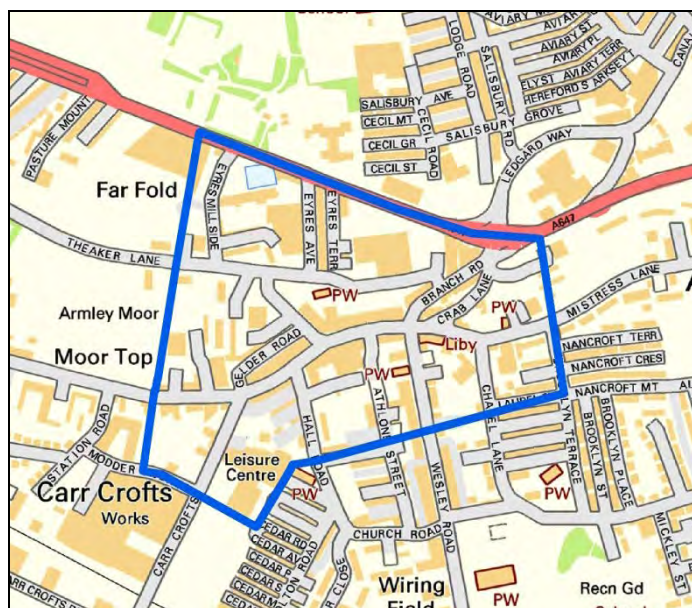 AVIARY MOUNT
AVIARY ST
AVIARY PL
AVIARY TERR
ELYST
HEREFORD S
ARKSEY
CANAL
LODGE ROAD
SALISBURY RD
SALISBURY AVE
CECIL MT
CECIL GR
CECIL ST
CECIL ROAD
SALISBURY
GROVE
LEDGARD WAY
PASTURE MOUNT
Far Fold
EYRES MILL SIDE
EYRES AVE
EYRES TERR
A647
THEAKER LANE
BRANCH RD
CRAB LANE
MISTRESS LANE
PW
PW
Armley Moor
Moor Top
Liby
NANCROFT TERR
NANCROFT CRES
NANCROFT MT
GELDER ROAD
PW
ATHLONE STREET
CHAPEL LANE
STATION ROAD
MODDER
HALL ROAD
Leisure
Centre
PW
WESLEY
BROOKLYN ST
BROOKLYN PLACE
PW
Carr Crofts
Works
CARR CROFTS
CEDAR RD
CEDAR AV
CEDAR P
CEDAR S
CHURCH ROAD
ROAD
MICKLEY ST
Wiring
Field
PW
Recn Gd